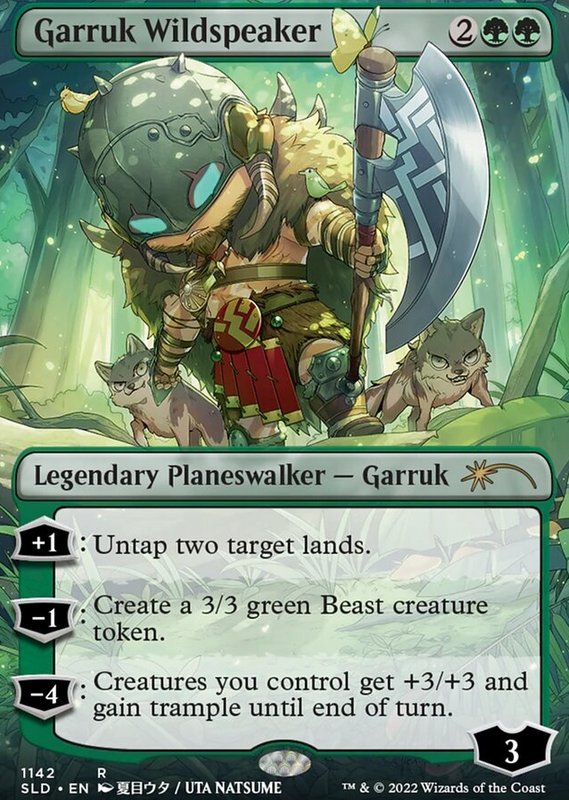 Garruk Wildspeaker 2
Legendary Planeswalker — Garruk
+1 : Untap two target lands.
-1 : Create a 3/3 green Beast creature
token.
-4 : Creatures you control get +3/+3 and
gain trample until end of turn.
3
1142 R
SLD • EN 夏目ウタ / UTA NATSUME
™ & © 2022 Wizards of the Coast